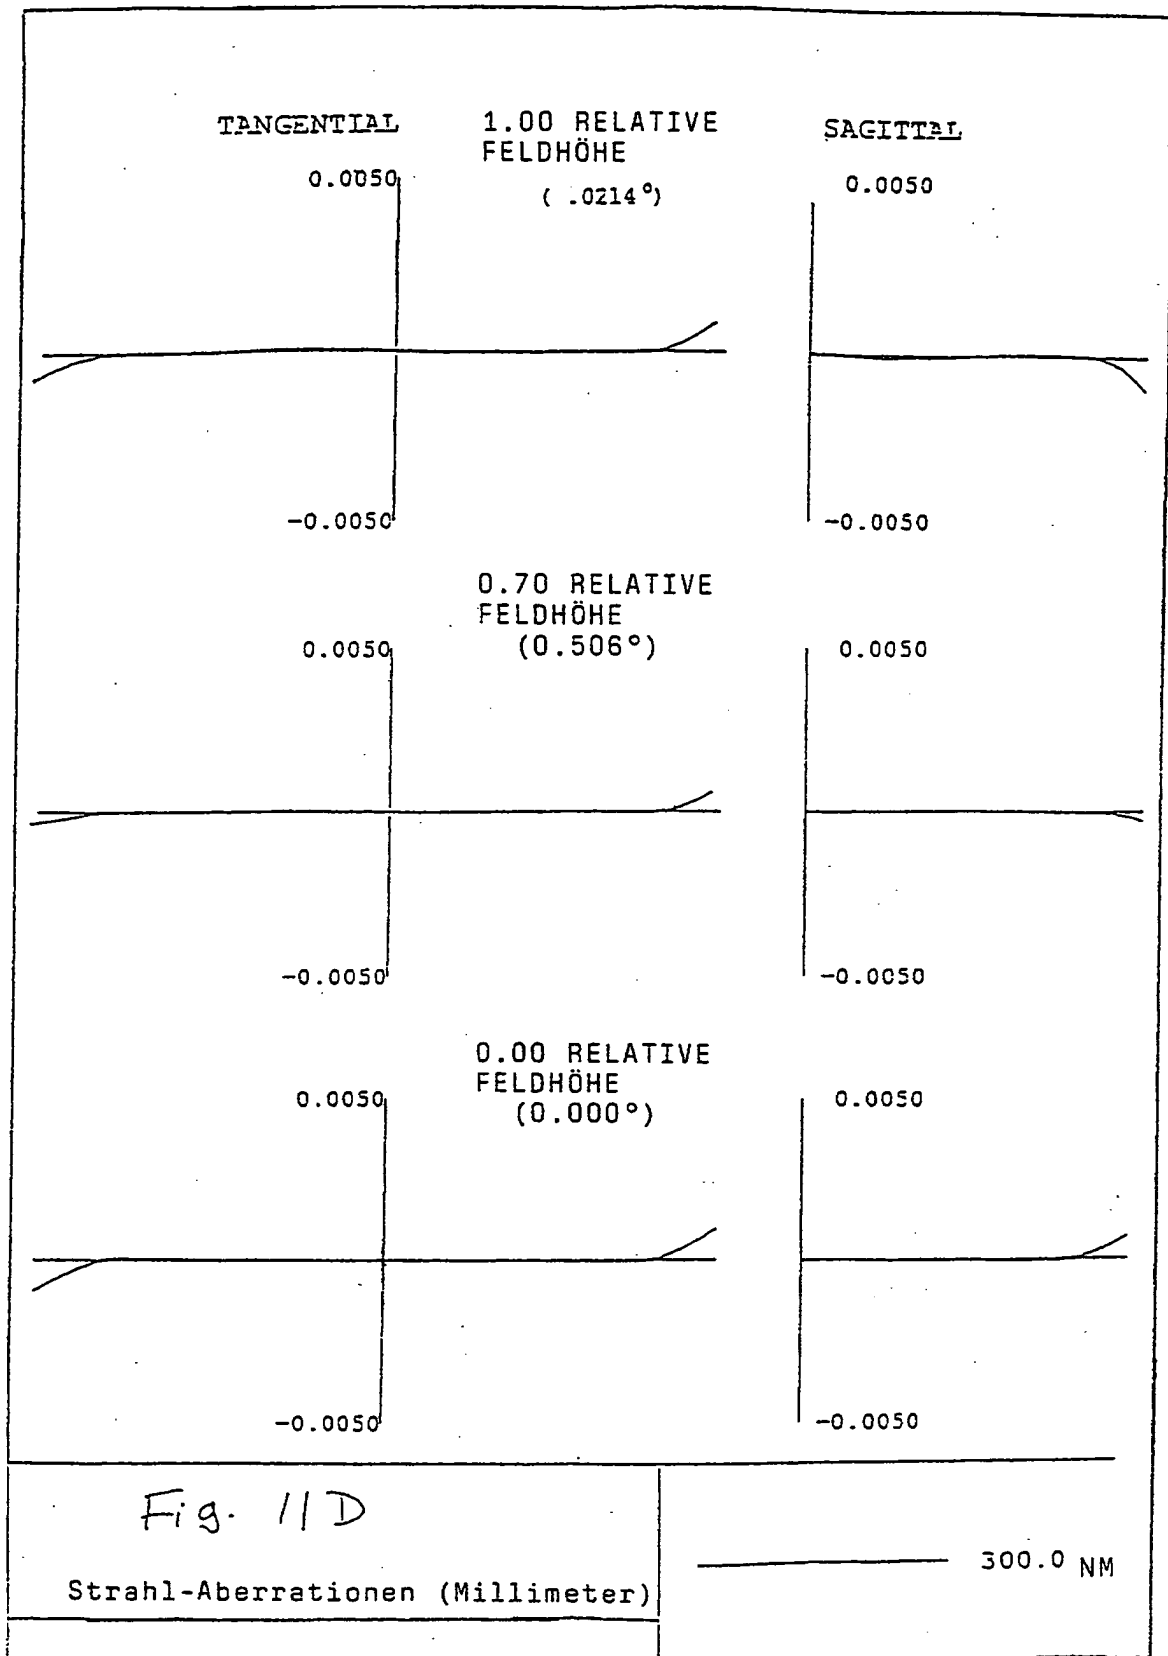 TANGENTIAL
1.00 RELATIVE
FELDHÖHE
(.0214°)
SAGITTAL
0.0050
0.0050
-0.0050
-0.0050
0.70 RELATIVE
FELDHÖHE
(0.506°)
0.0050
0.0050
-0.0050
-0.0050
0.00 RELATIVE
FELDHÖHE
(0.000°)
0.0050
0.0050
-0.0050
-0.0050
Fig. 11D
Strahl-Aberrationen (Millimeter)
300.0 NM